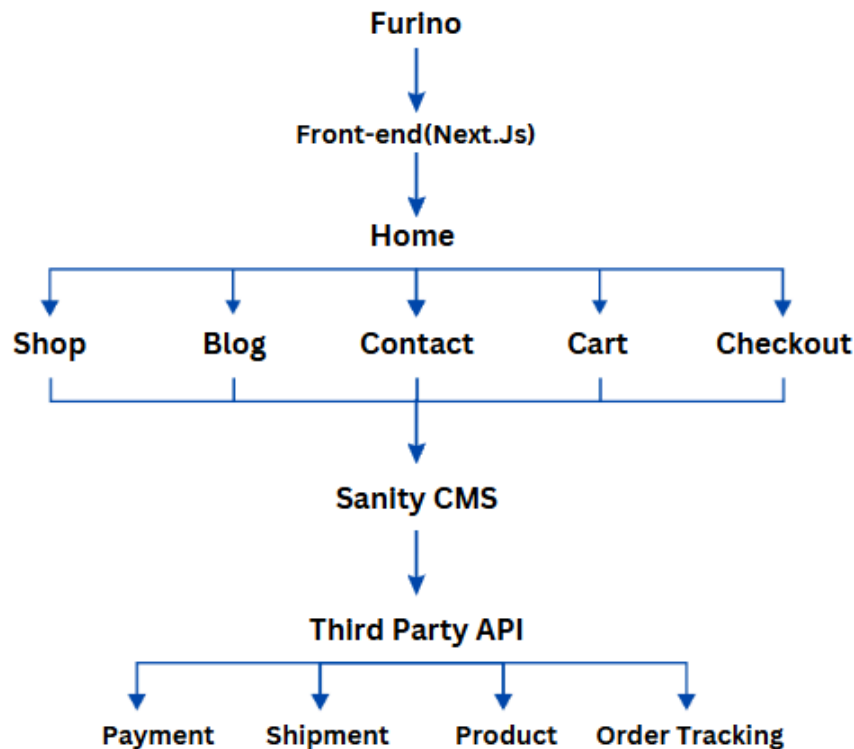 Furino
Front-end(Next.Js)
Home
Shop Blog Contact Cart Checkout
Sanity CMS
Third Party API
Payment Shipment Product Order Tracking